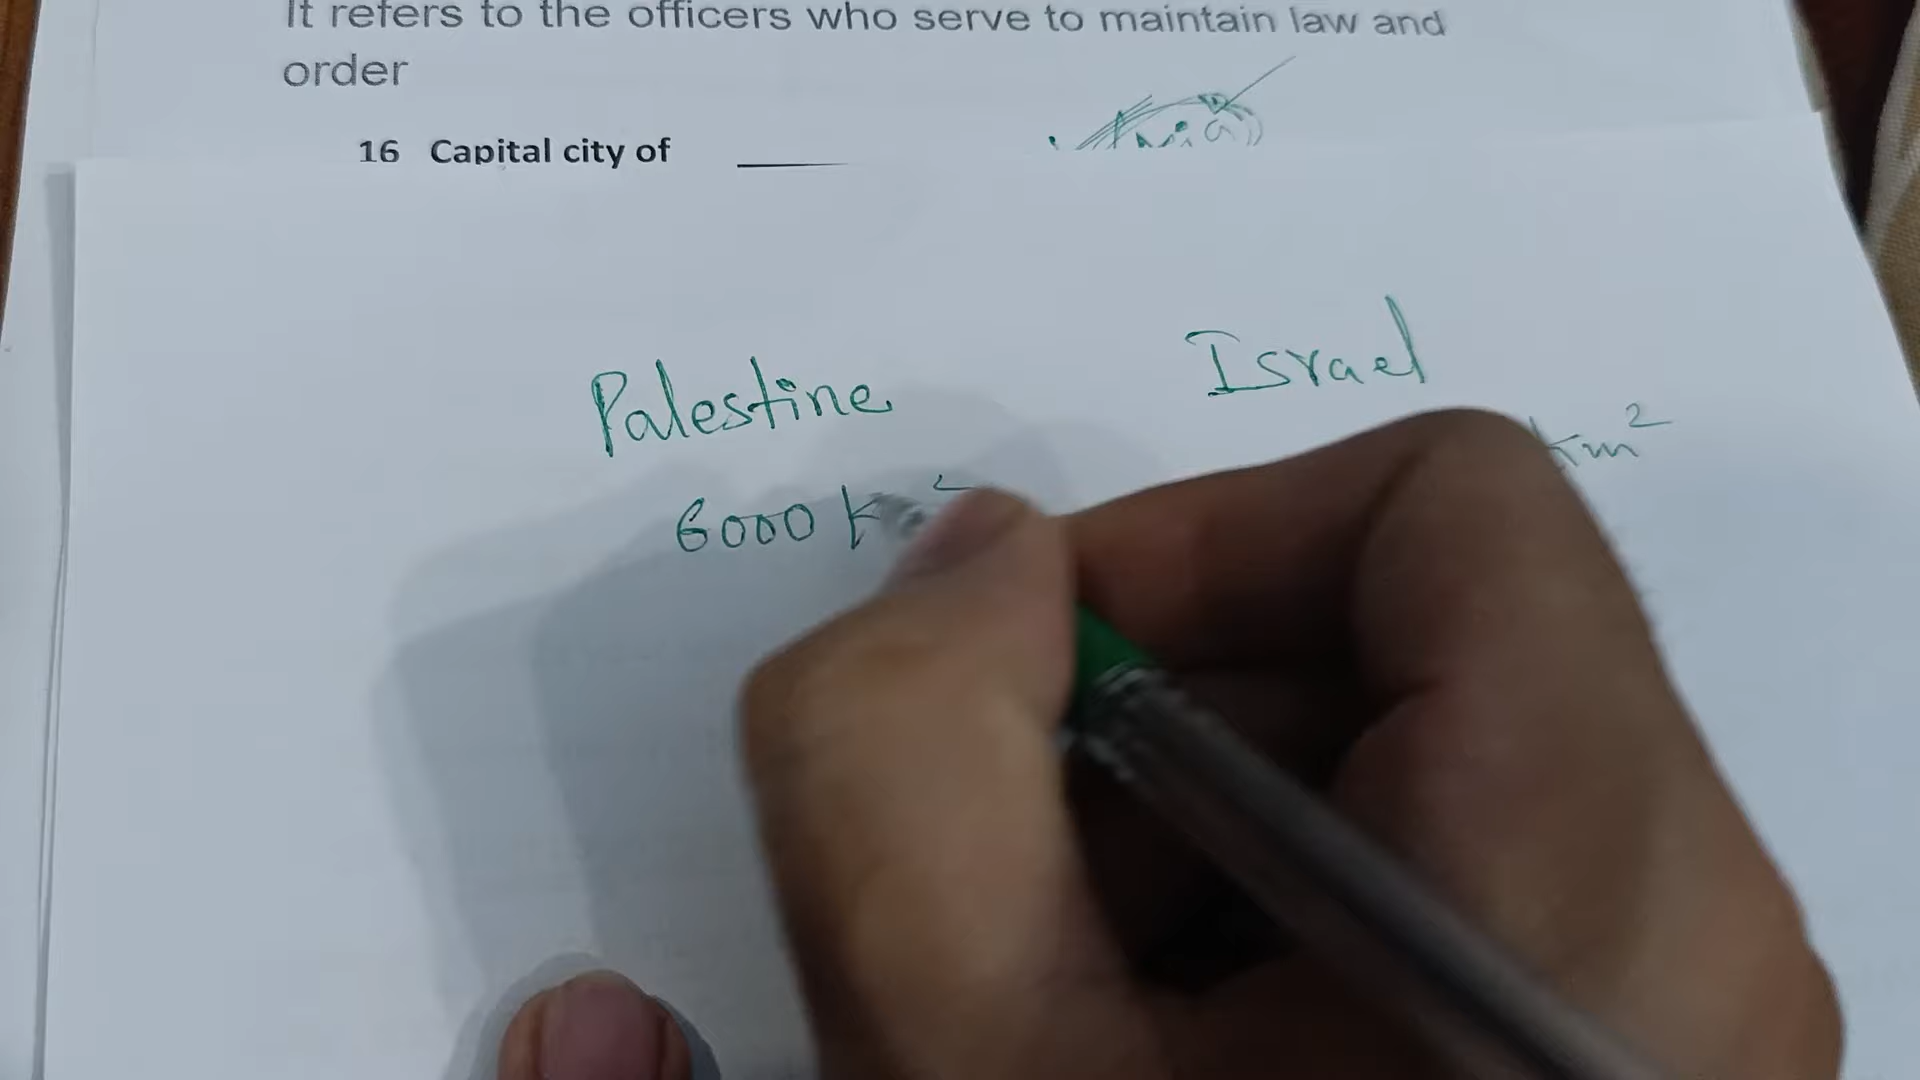 It refers to the officers who serve to maintain law and
order
16 Capital city of
Palestine
Israel
km²
6000 k